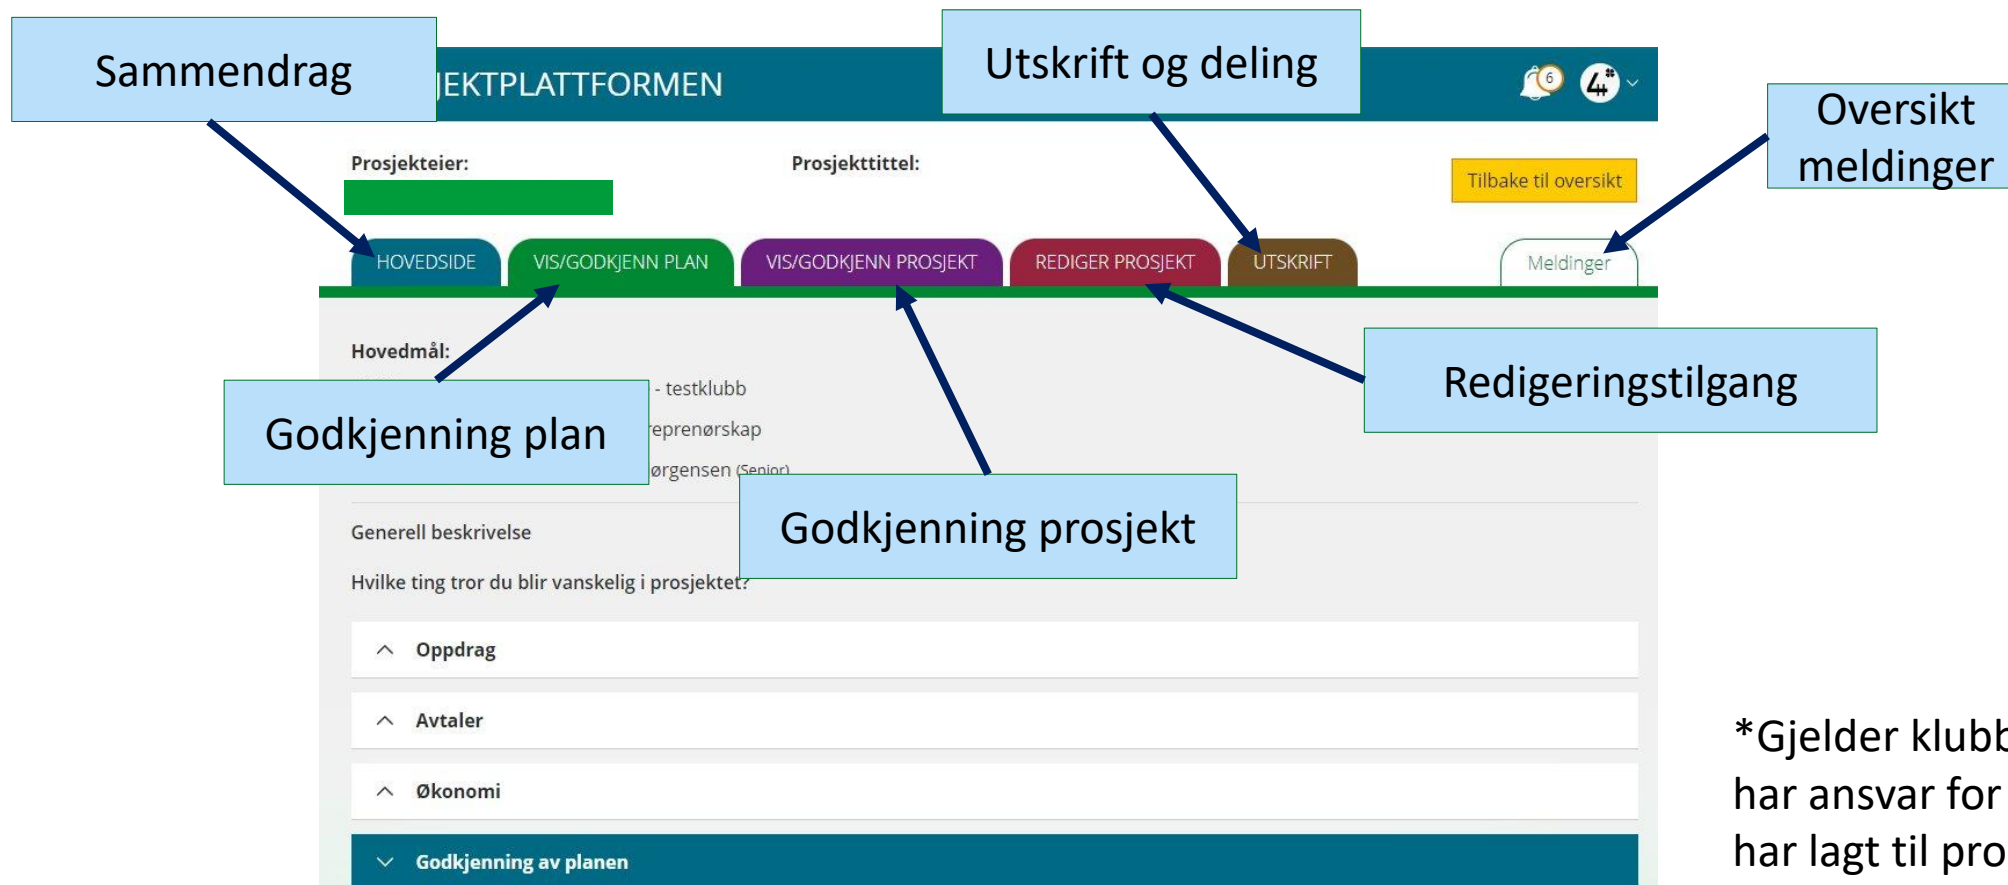 Sammendrag
Utskrift og deling
JEKTPLATTFORMEN
6
4H
Oversikt
meldinger
Prosjekteier:
Prosjekttittel:
Tilbake til oversikt
HOVEDSIDE
VIS/GODKJENN PLAN
VIS/GODKJENN PROSJEKT
REDIGER PROSJEKT
UTSKRIFT
Meldinger
Hovedmål:
- testklubb
Redigeringstilgang
Godkjenning plan
reprenørskap
ørgensen (Senior)
Godkjenning prosjekt
Generell beskrivelse
Hvilke ting tror du blir vanskelig i prosjektet?
Oppdrag
Avtaler
*Gjelder klubb
Økonomi
har ansvar for
har lagt til pro
Godkjenning av planen